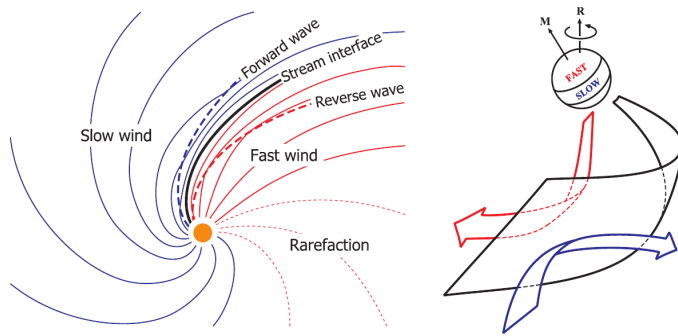 Forward wave
Stream interface
Reverse wave
Slow wind
Fast wind
Rarefaction
M
R
FAST
SLOW